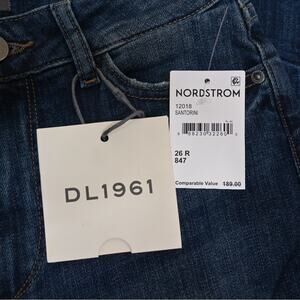 NORDSTROM
12018
SANTORINI
26 R
847
Comparable Value 189.00
DL1961